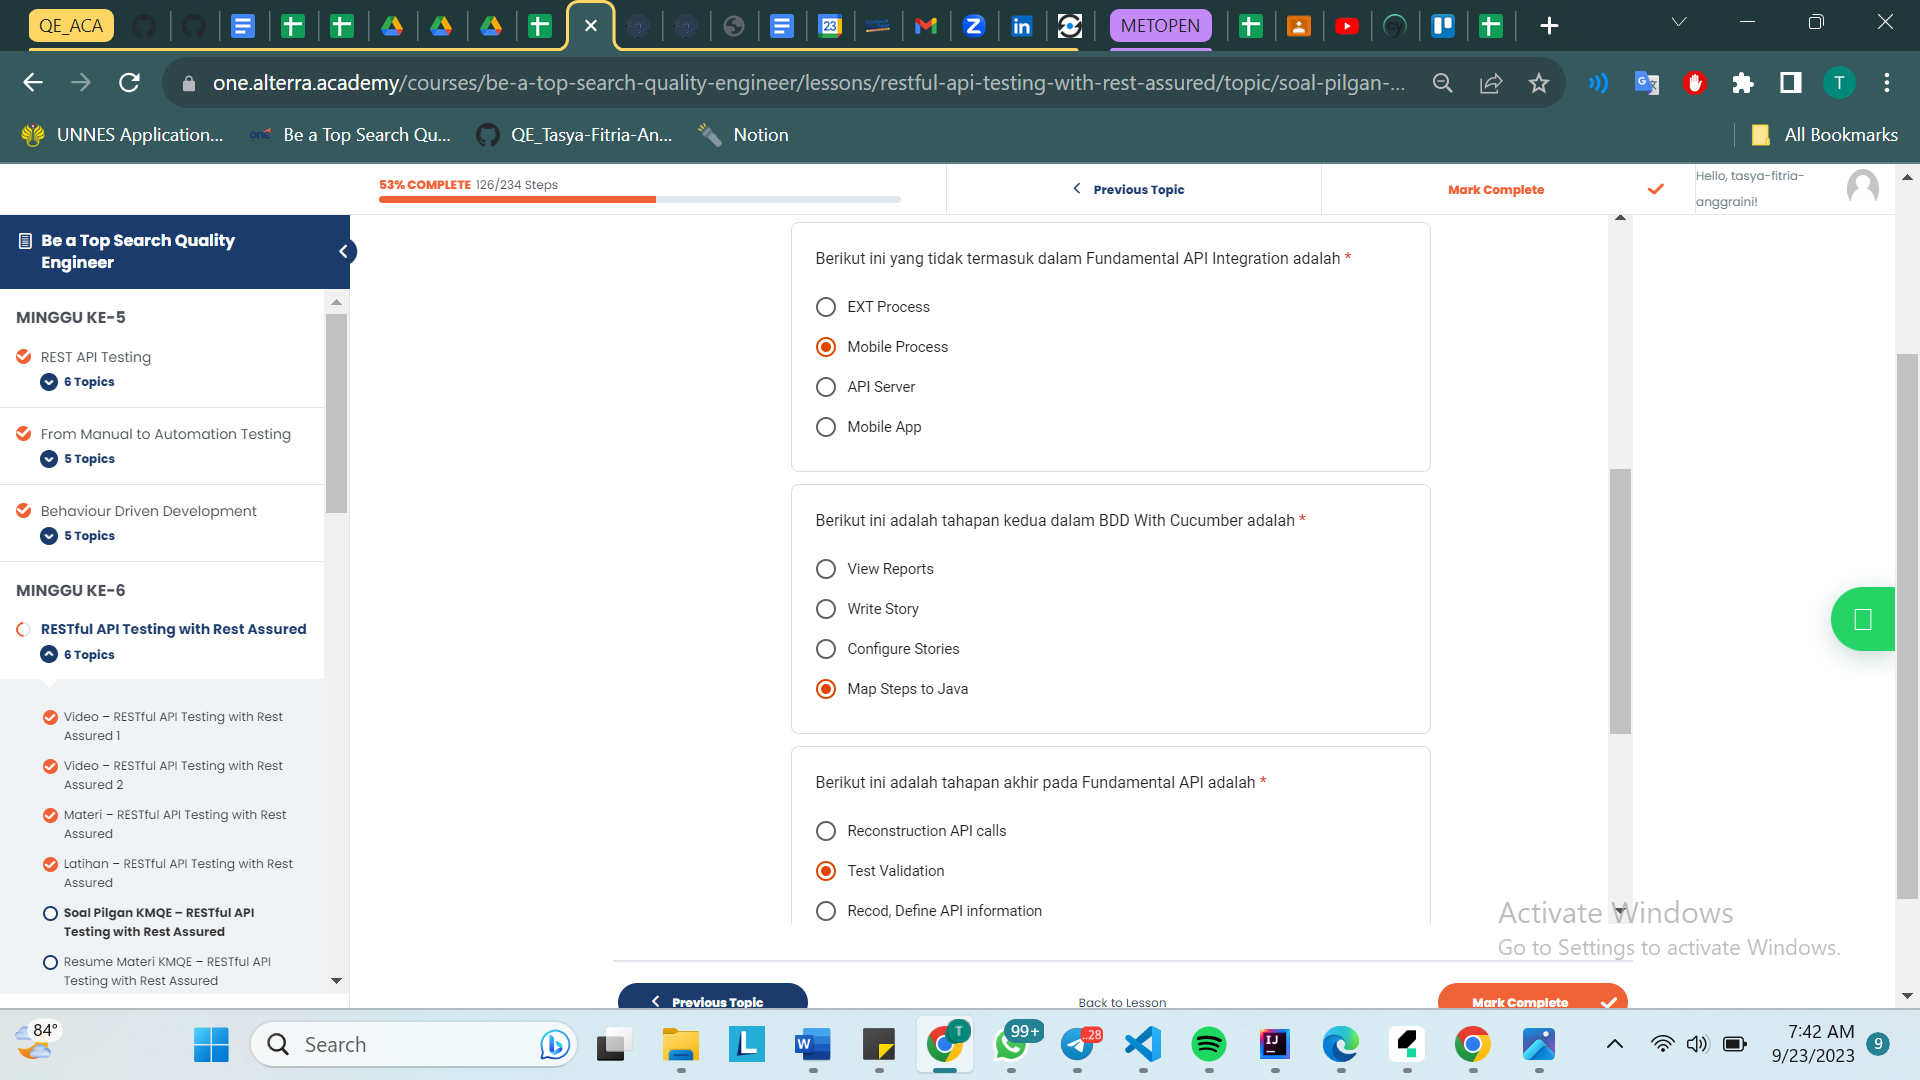 QE_ACA
METOPEN
one.alterra.academy/courses/be-a-top-search-quality-engineer/lessons/restful-api-testing-with-rest-assured/topic/soal-pilgan-...
T
UNNES Application...
one
Be a Top Search Qu...
QE_Tasya-Fitria-An...
Notion
All Bookmarks
53% COMPLETE 126/234 Steps
Previous Topic
Mark Complete
Hello, tasya-fitria-
anggraini!
Be a Top Search Quality
Engineer
MINGGU KE-5
REST API Testing
6 Topics
From Manual to Automation Testing
5 Topics
Behaviour Driven Development
5 Topics
MINGGU KE-6
RESTful API Testing with Rest Assured
6 Topics
Video – RESTful API Testing with Rest
Assured 1
Video – RESTful API Testing with Rest
Assured 2
Materi – RESTful API Testing with Rest
Assured
Latihan – RESTful API Testing with Rest
Assured
Soal Pilgan KMQE – RESTful API
Testing with Rest Assured
Resume Materi KMQE – RESTful API
Testing with Rest Assured
Berikut ini yang tidak termasuk dalam Fundamental API Integration adalah *
EXT Process
Mobile Process
API Server
Mobile App
Berikut ini adalah tahapan kedua dalam BDD With Cucumber adalah *
View Reports
Write Story
Configure Stories
Map Steps to Java
Berikut ini adalah tahapan akhir pada Fundamental API adalah *
Reconstruction API calls
Test Validation
Recod, Define API information
Activate Windows
Go to Settings to activate Windows.
Previous Topic
Back to Lesson
Mark Complete
84°
Search
99+
..28
7:42 AM
9/23/2023
9